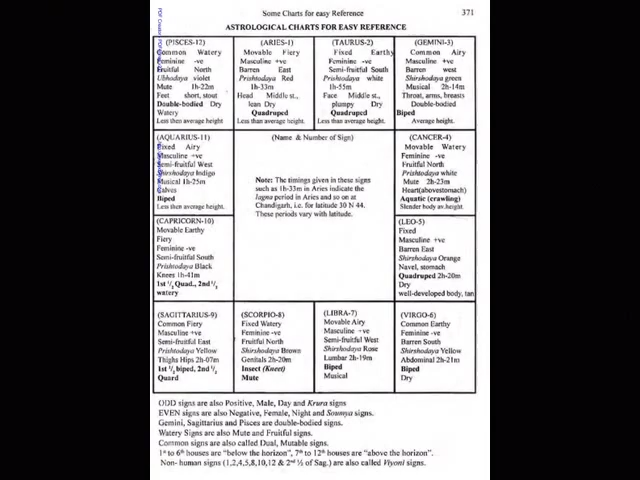 Some Charts for easy Reference 371
ASTROLOGICAL CHARTS FOR EASY REFERENCE
(PISCES-12)
Common Watery
Feminine -ve
Fruitful North
Ubhodaya violet
Mute 1h-22m
Feet short, stout
Double-bodied Dry
Watery
Less than average height.
(ARIES-1)
Movable Fiery
Masculine +ve
Barren East
Prishtodaya Red
1h-33m
Head Middle st.,
lean Dry
Quadruped
Less than average height.
(TAURUS-2)
Fixed Earthy
Feminine -ve
Semi-fruitful South
Prishtodaya white
1h-55m
Face Middle st.,
plumpy Dry
Quadruped
Less than average height.
(GEMINI-3)
Common Airy
Masculine +ve
Barren west
Shirshodaya green
Musical 2h-14m
Throat, arms, breasts
Double-bodied
Biped
Average height.
(AQUARIUS-11)
Fixed Airy
Masculine +ve
Semi-fruitful West
Shirshodaya Indigo
Musical 1h-25m
Calves
Biped
Less than average height.
(Name & Number of Sign)
Note: The timings given in these signs
such as 1h-33m in Aries indicate the
lagna period in Aries and so on at
Chandigarh, i.e. for latitude 30 N 44.
These periods vary with latitude.
(CANCER-4)
Movable Watery
Feminine -ve
Fruitful North
Prishtodaya white
Mute 2h-23m
Heart(abovestomach)
Aquatic (crawling)
Slender body av.height.
(CAPRICORN-10)
Movable Earthy
Fiery
Feminine -ve
Semi-fruitful South
Prishtodaya Black
Knees 1h-41m
1st ½ Quad., 2nd ½
watery
(LEO-5)
Fixed
Masculine +ve
Barren East
Shirshodaya Orange
Navel, stomach
Quadruped 2h-20m
Dry
well-developed body, tan
(SAGITTARIUS-9)
Common Fiery
Masculine +ve
Semi-fruitful East
Prishtodaya Yellow
Thighs Hips 2h-07m
1st ½ biped, 2nd ½
Quard
(SCORPIO-8)
Fixed Watery
Feminine -ve
Fruitful North
Shirshodaya Brown
Genitals 2h-20m
Insect (Kneet)
Mute
(LIBRA-7)
Movable Airy
Masculine +ve
Semi-fruitful West
Shirshodaya Rose
Lumbar 2h-19m
Biped
Musical
(VIRGO-6)
Common Earthy
Feminine -ve
Barren South
Shirshodaya Yellow
Abdominal 2h-21m
Biped
Dry
ODD signs are also Positive, Male, Day and Krura signs
EVEN signs are also Negative, Female, Night and Soumya signs.
Gemini, Sagittarius and Pisces are double-bodied signs.
Watery Signs are also Mute and Fruitful signs.
Common signs are also called Dual, Mutable signs.
1st to 6th houses are "below the horizon", 7th to 12th houses are "above the horizon".
Non- human signs (1,2,4,5,8,10,12 & 2nd ½ of Sag.) are also called Viyoni signs.